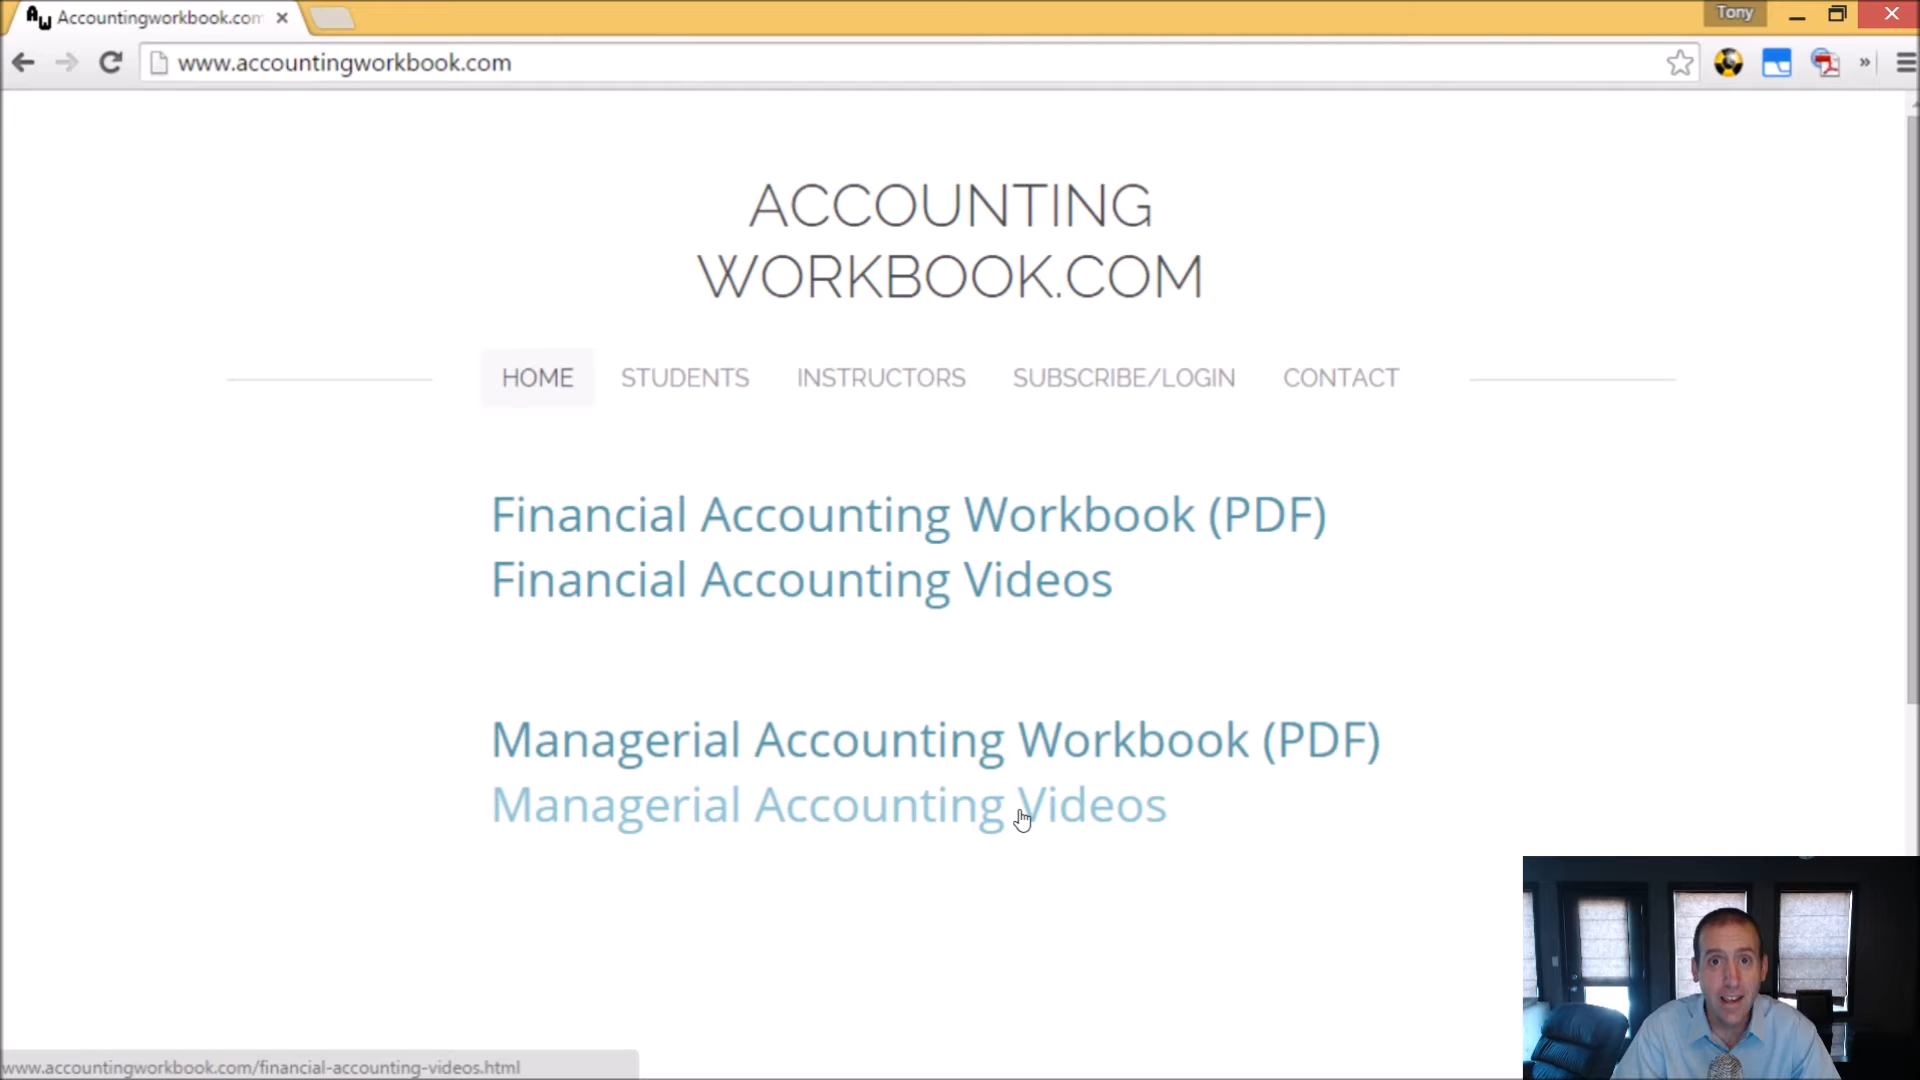 Accountingworkbook.com
Tony
www.accountingworkbook.com
ACCOUNTING
WORKBOOK.COM
HOME STUDENTS INSTRUCTORS SUBSCRIBE/LOGIN CONTACT
Financial Accounting Workbook (PDF)
Financial Accounting Videos
Managerial Accounting Workbook (PDF)
Managerial Accounting Videos
www.accountingworkbook.com/financial-accounting-videos.html